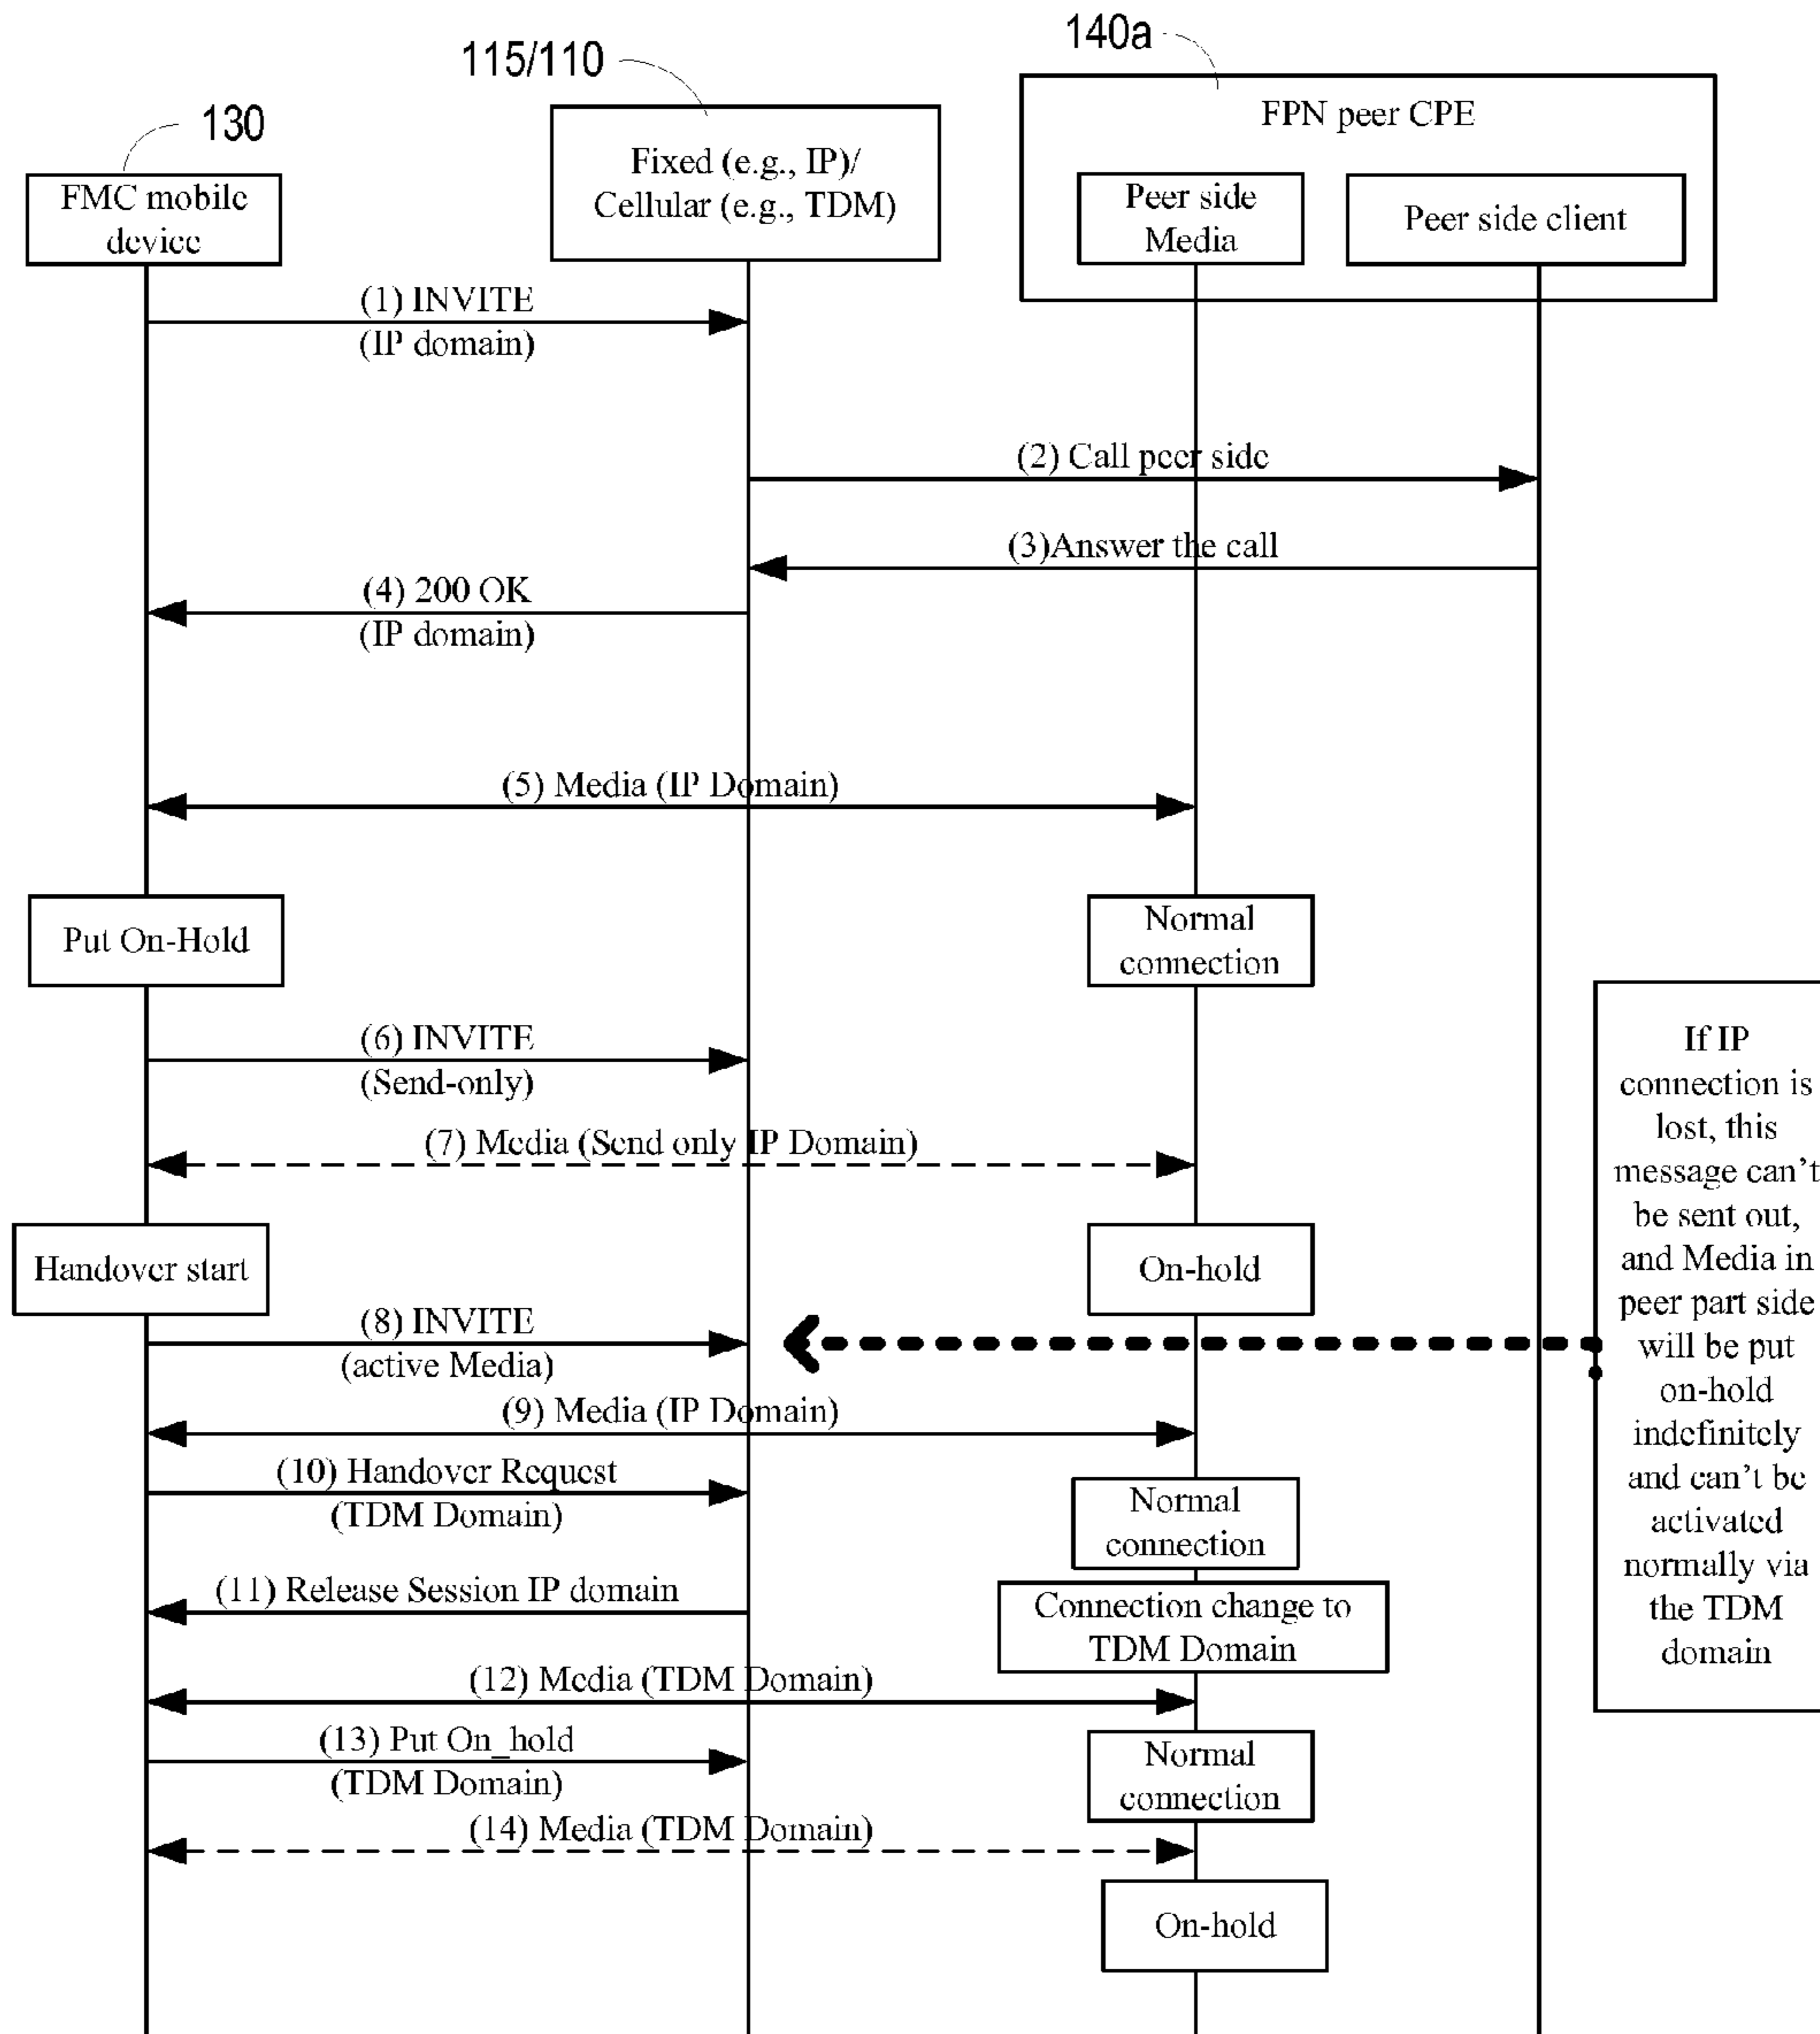 140a
115/110
130
FPN peer CPE
Fixed (e.g., IP)/
Cellular (e.g., TDM)
FMC mobile
device
Peer side
Media
Peer side client
(1) INVITE
(IP domain)
(2) Call peer side
(3)Answer the call
(4) 200 OK
(IP domain)
(5) Media (IP Domain)
Put On-Hold
Normal
connection
(6) INVITE
(Send-only)
(7) Media (Send only IP Domain)
Handover start
On-hold
(8) INVITE
(active Media)
If IP
connection is
lost, this
message can't
be sent out,
and Media in
peer part side
will be put
on-hold
indefinitely
and can't be
activated
normally via
the TDM
domain
(9) Media (IP Domain)
(10) Handover Request
(TDM Domain)
Normal
connection
(11) Release Session IP domain
Connection change to
TDM Domain
(12) Media (TDM Domain)
(13) Put On_hold
(TDM Domain)
Normal
connection
(14) Media (TDM Domain)
On-hold